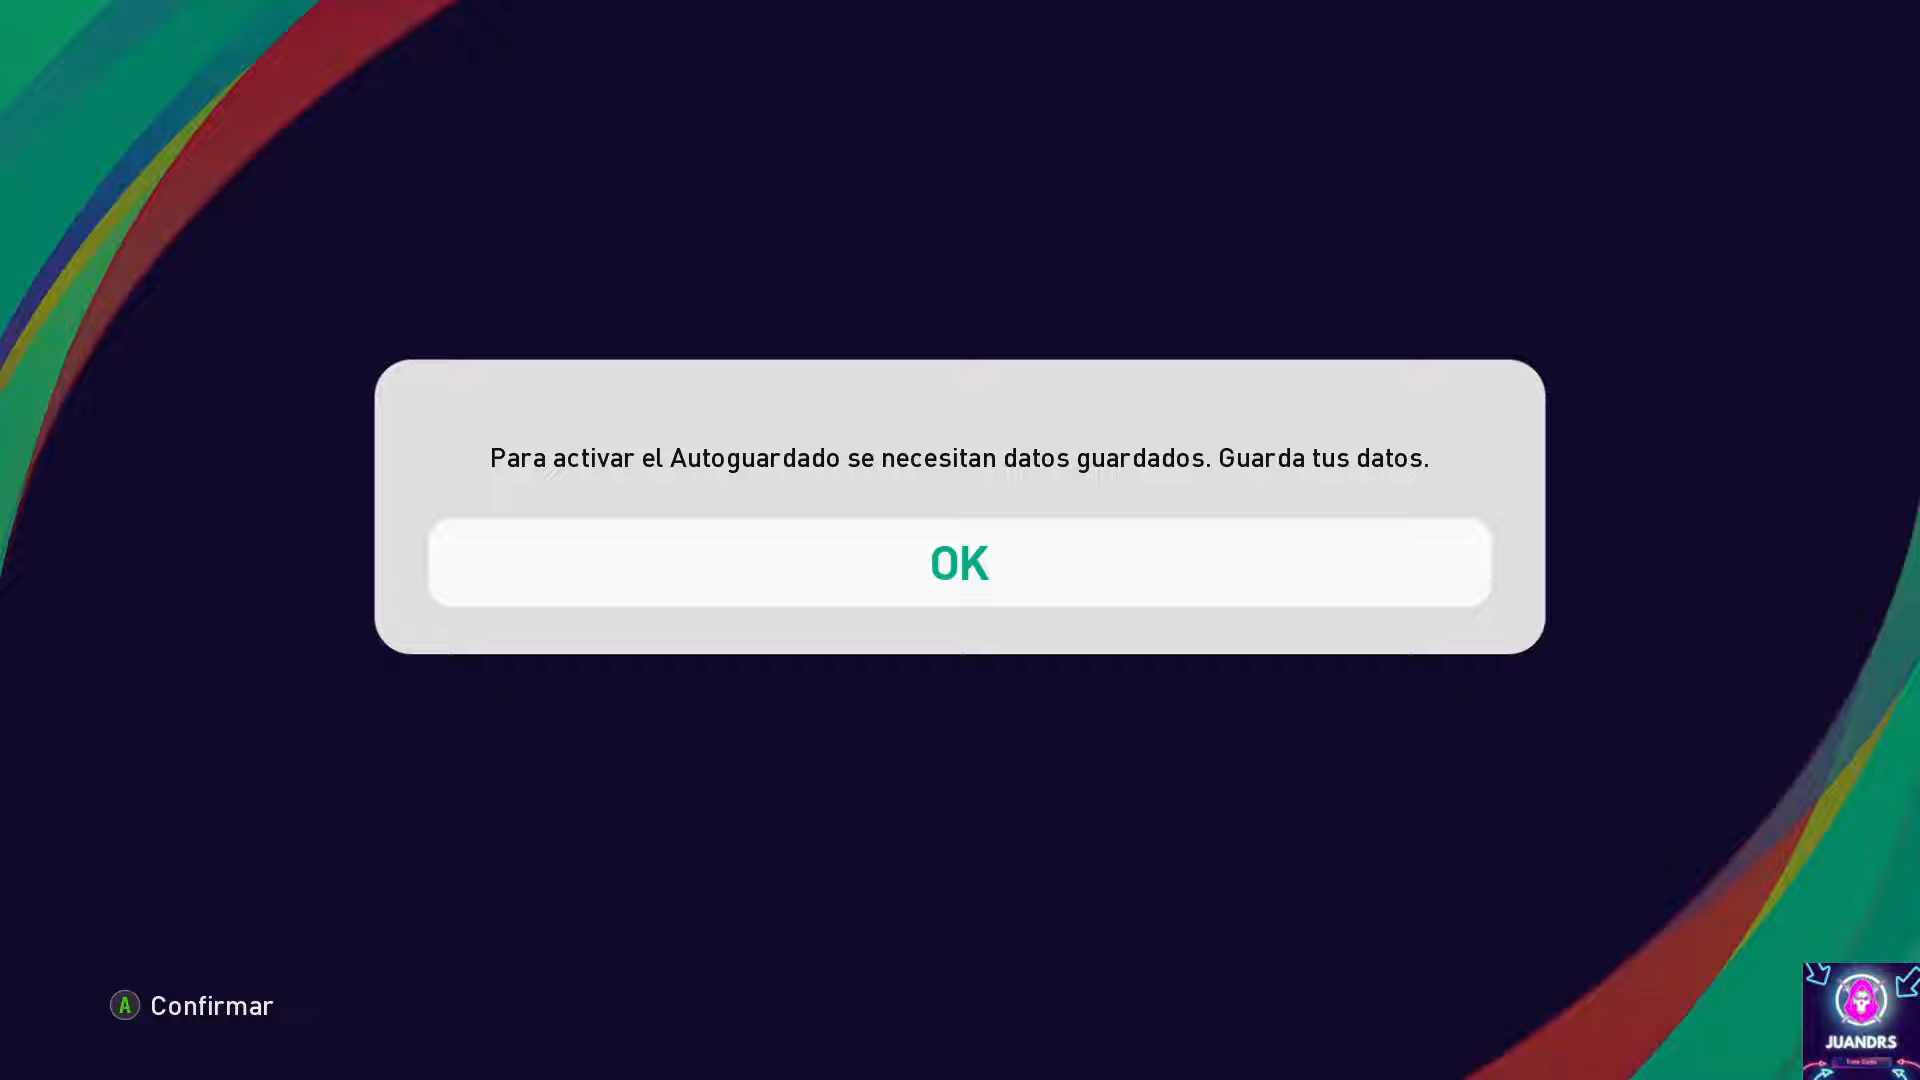 Para activar el Autoguardado se necesitan datos guardados. Guarda tus datos.
OK
A Confirmar
JUANDRS